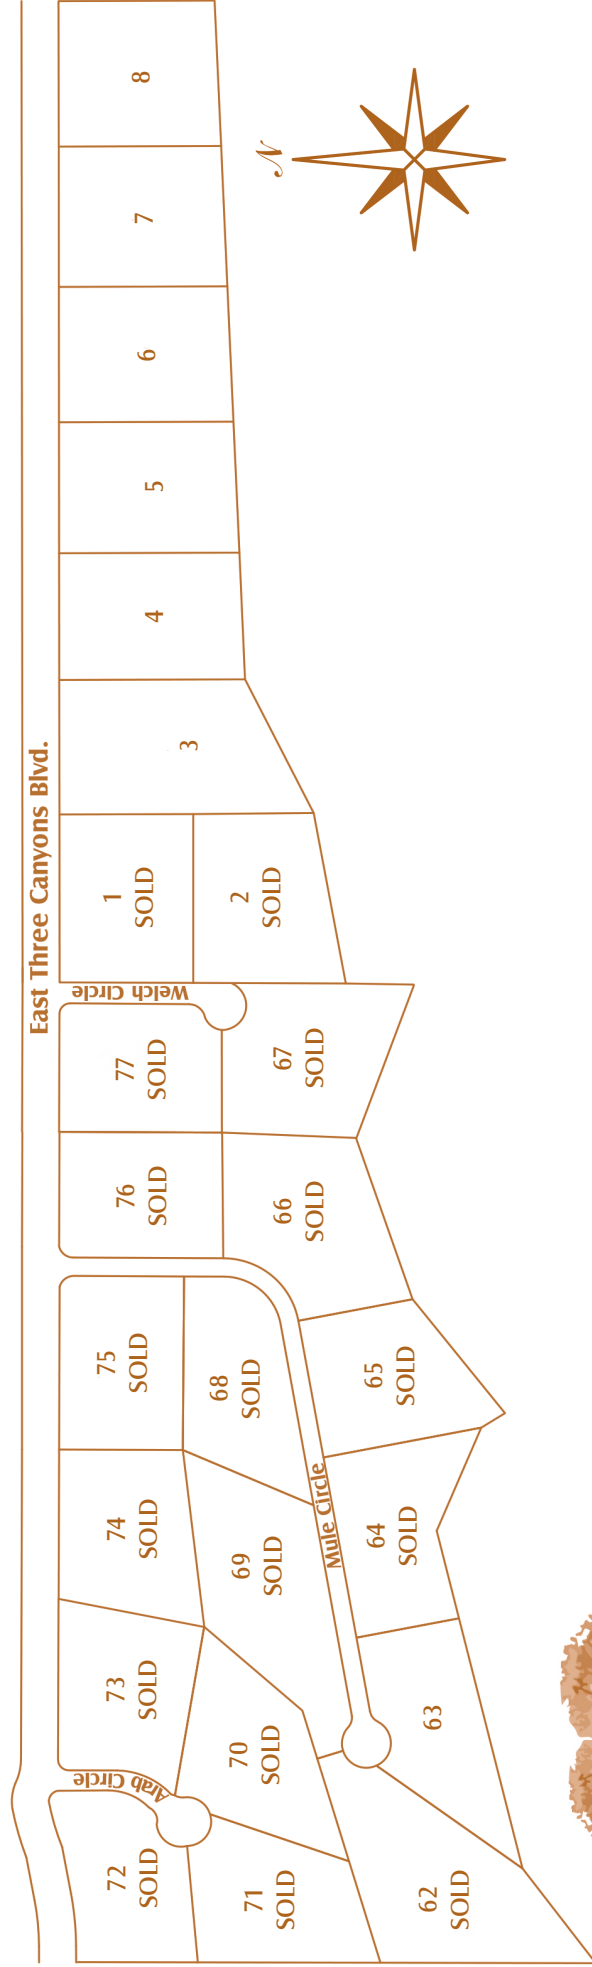 8
N
7
6
5
4
3
East Three Canyons Blvd.
1
SOLD
2
SOLD
Welch Circle
77
SOLD
67
SOLD
76
SOLD
66
SOLD
75
SOLD
68
SOLD
65
SOLD
74
SOLD
69
SOLD
Mule Circle
64
SOLD
73
SOLD
70
SOLD
63
Arab Circle
72
SOLD
71
SOLD
62
SOLD